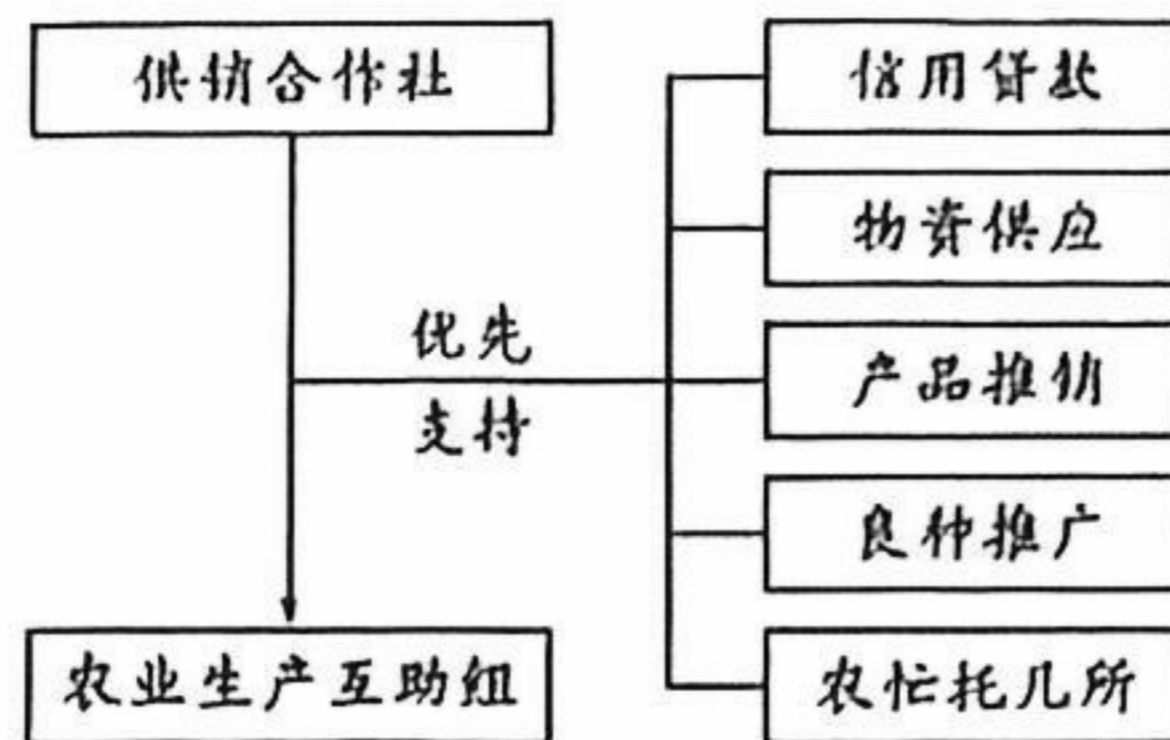 供销合作社
信用贷款
物资供应
优先
支持
产品推销
良种推广
农业生产互助组
农忙托儿所